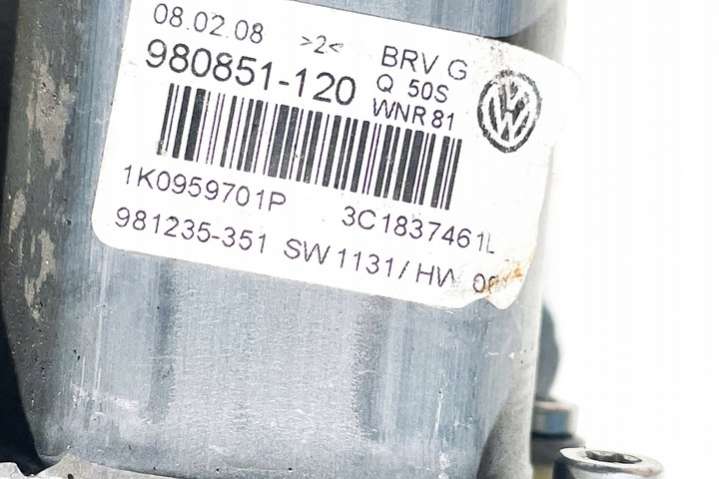 08.02.08 >2< BRV G
980851-120 Q 50S
WNR 81
1K0959701P 3C1837461L
981235-351 SW1131/ HW